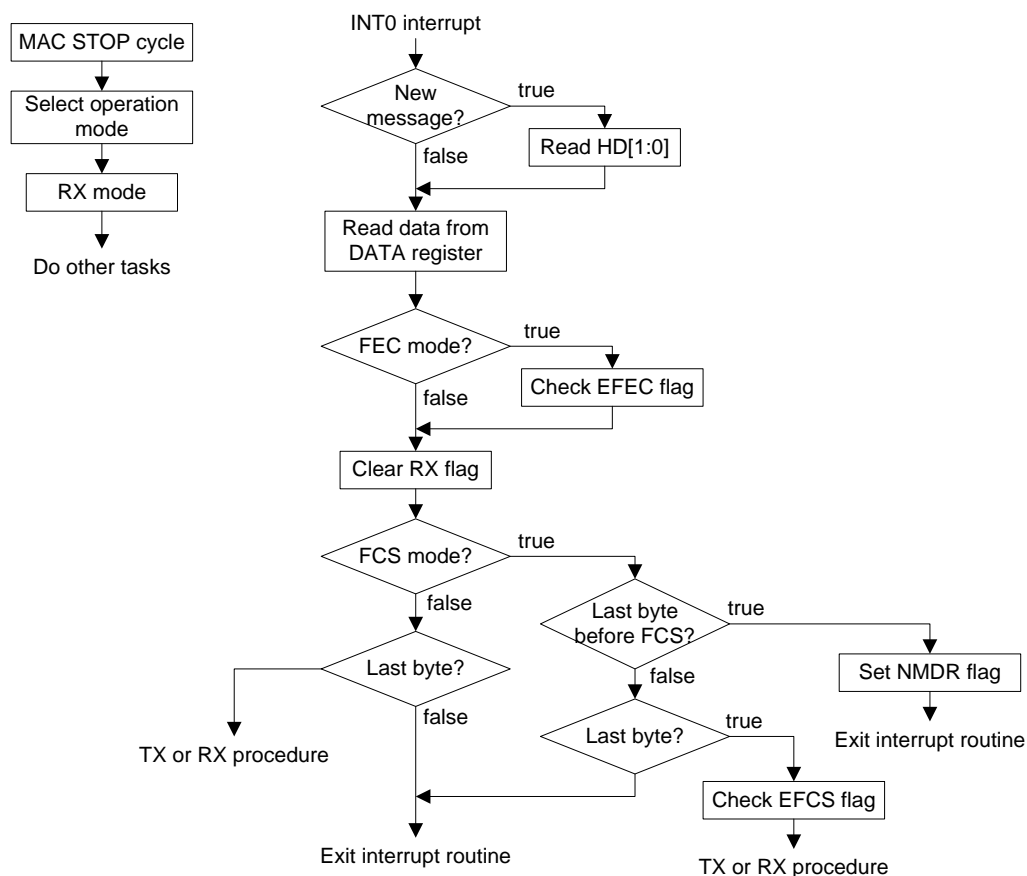 MAC STOP cycle
Select operation
mode
RX mode
Do other tasks
INT0 interrupt
New
message?
true
false
Read HD[1:0]
Read data from
DATA register
FEC mode?
true
false
Check EFEC flag
Clear RX flag
FCS mode?
true
false
Last byte
before FCS?
true
false
Last byte?
false
Set NMDR flag
Exit interrupt routine
TX or RX procedure
Last byte?
true
Check EFCS flag
Exit interrupt routine
TX or RX procedure